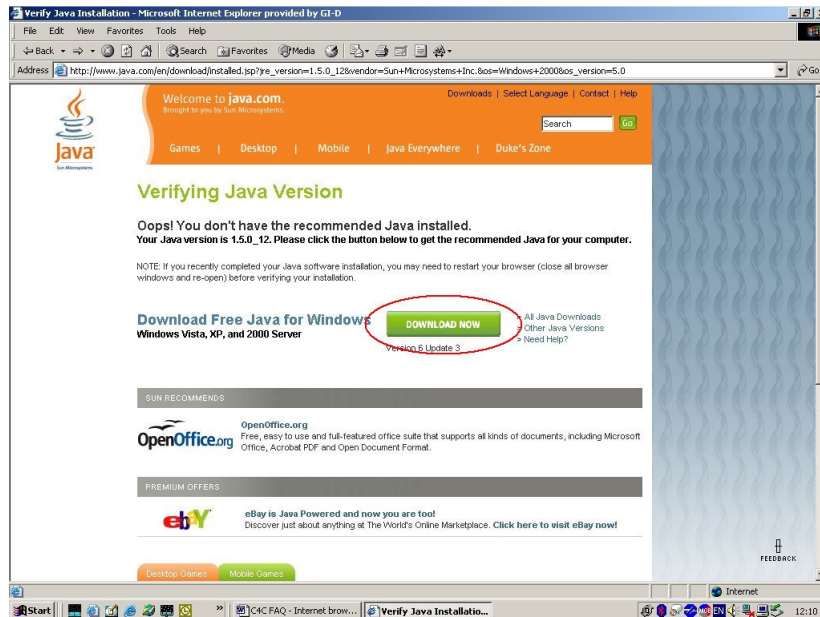 Verify Java Installation - Microsoft Internet Explorer provided by GI-D
File Edit View Favorites Tools Help
Back Search Favorites Media
Address http://www.java.com/en/download/installed.jsp?jre_version=1.5.0_12&vendor=Sun+Microsystems+Inc.&os=Windows+2000&os_version=5.0 Go
Welcome to java.com.
Brought to you by Sun Microsystems.
Downloads | Select Language | Contact | Help
Search Go
Java
Sun Microsystems
Games | Desktop | Mobile | Java Everywhere | Duke's Zone
Verifying Java Version
Oops! You don't have the recommended Java installed.
Your Java version is 1.5.0_12. Please click the button below to get the recommended Java for your computer.
NOTE: If you recently completed your Java software installation, you may need to restart your browser (close all browser
windows and re-open) before verifying your installation.
Download Free Java for Windows
Windows Vista, XP, and 2000 Server
DOWNLOAD NOW
Version 6 Update 3
» All Java Downloads
» Other Java Versions
» Need Help?
SUN RECOMMENDS
OpenOffice.org
OpenOffice.org
Free, easy to use and full-featured office suite that supports all kinds of documents, including Microsoft
Office, Acrobat PDF and Open Document Format.
PREMIUM OFFERS
ebY
eBay is Java Powered and now you are too!
Discover just about anything at The World's Online Marketplace. Click here to visit eBay now!
Desktop Games Mobile Games
FEEDBACK
Internet
Start » C4C FAQ - Internet brow... Verify Java Installatio... EN 12:10